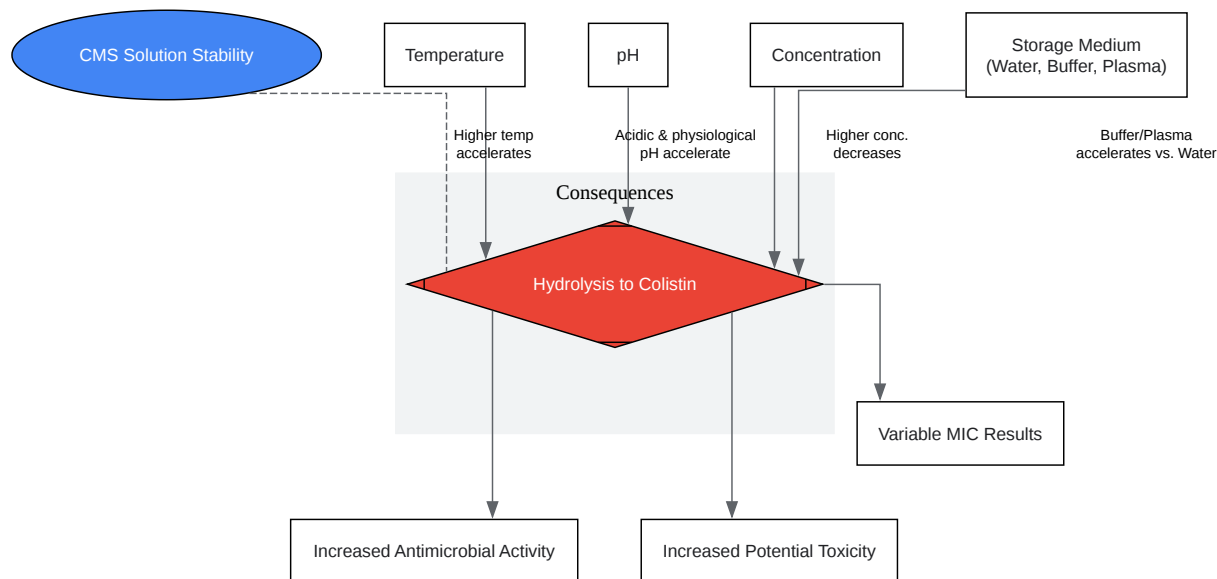 CMS Solution Stability
Temperature
pH
Concentration
Storage Medium
(Water, Buffer, Plasma)
Higher temp
accelerates
Acidic & physiological
pH accelerate
Higher conc.
decreases
Buffer/Plasma
accelerates vs. Water
Consequences
Hydrolysis to Colistin
Variable MIC Results
Increased Antimicrobial Activity
Increased Potential Toxicity